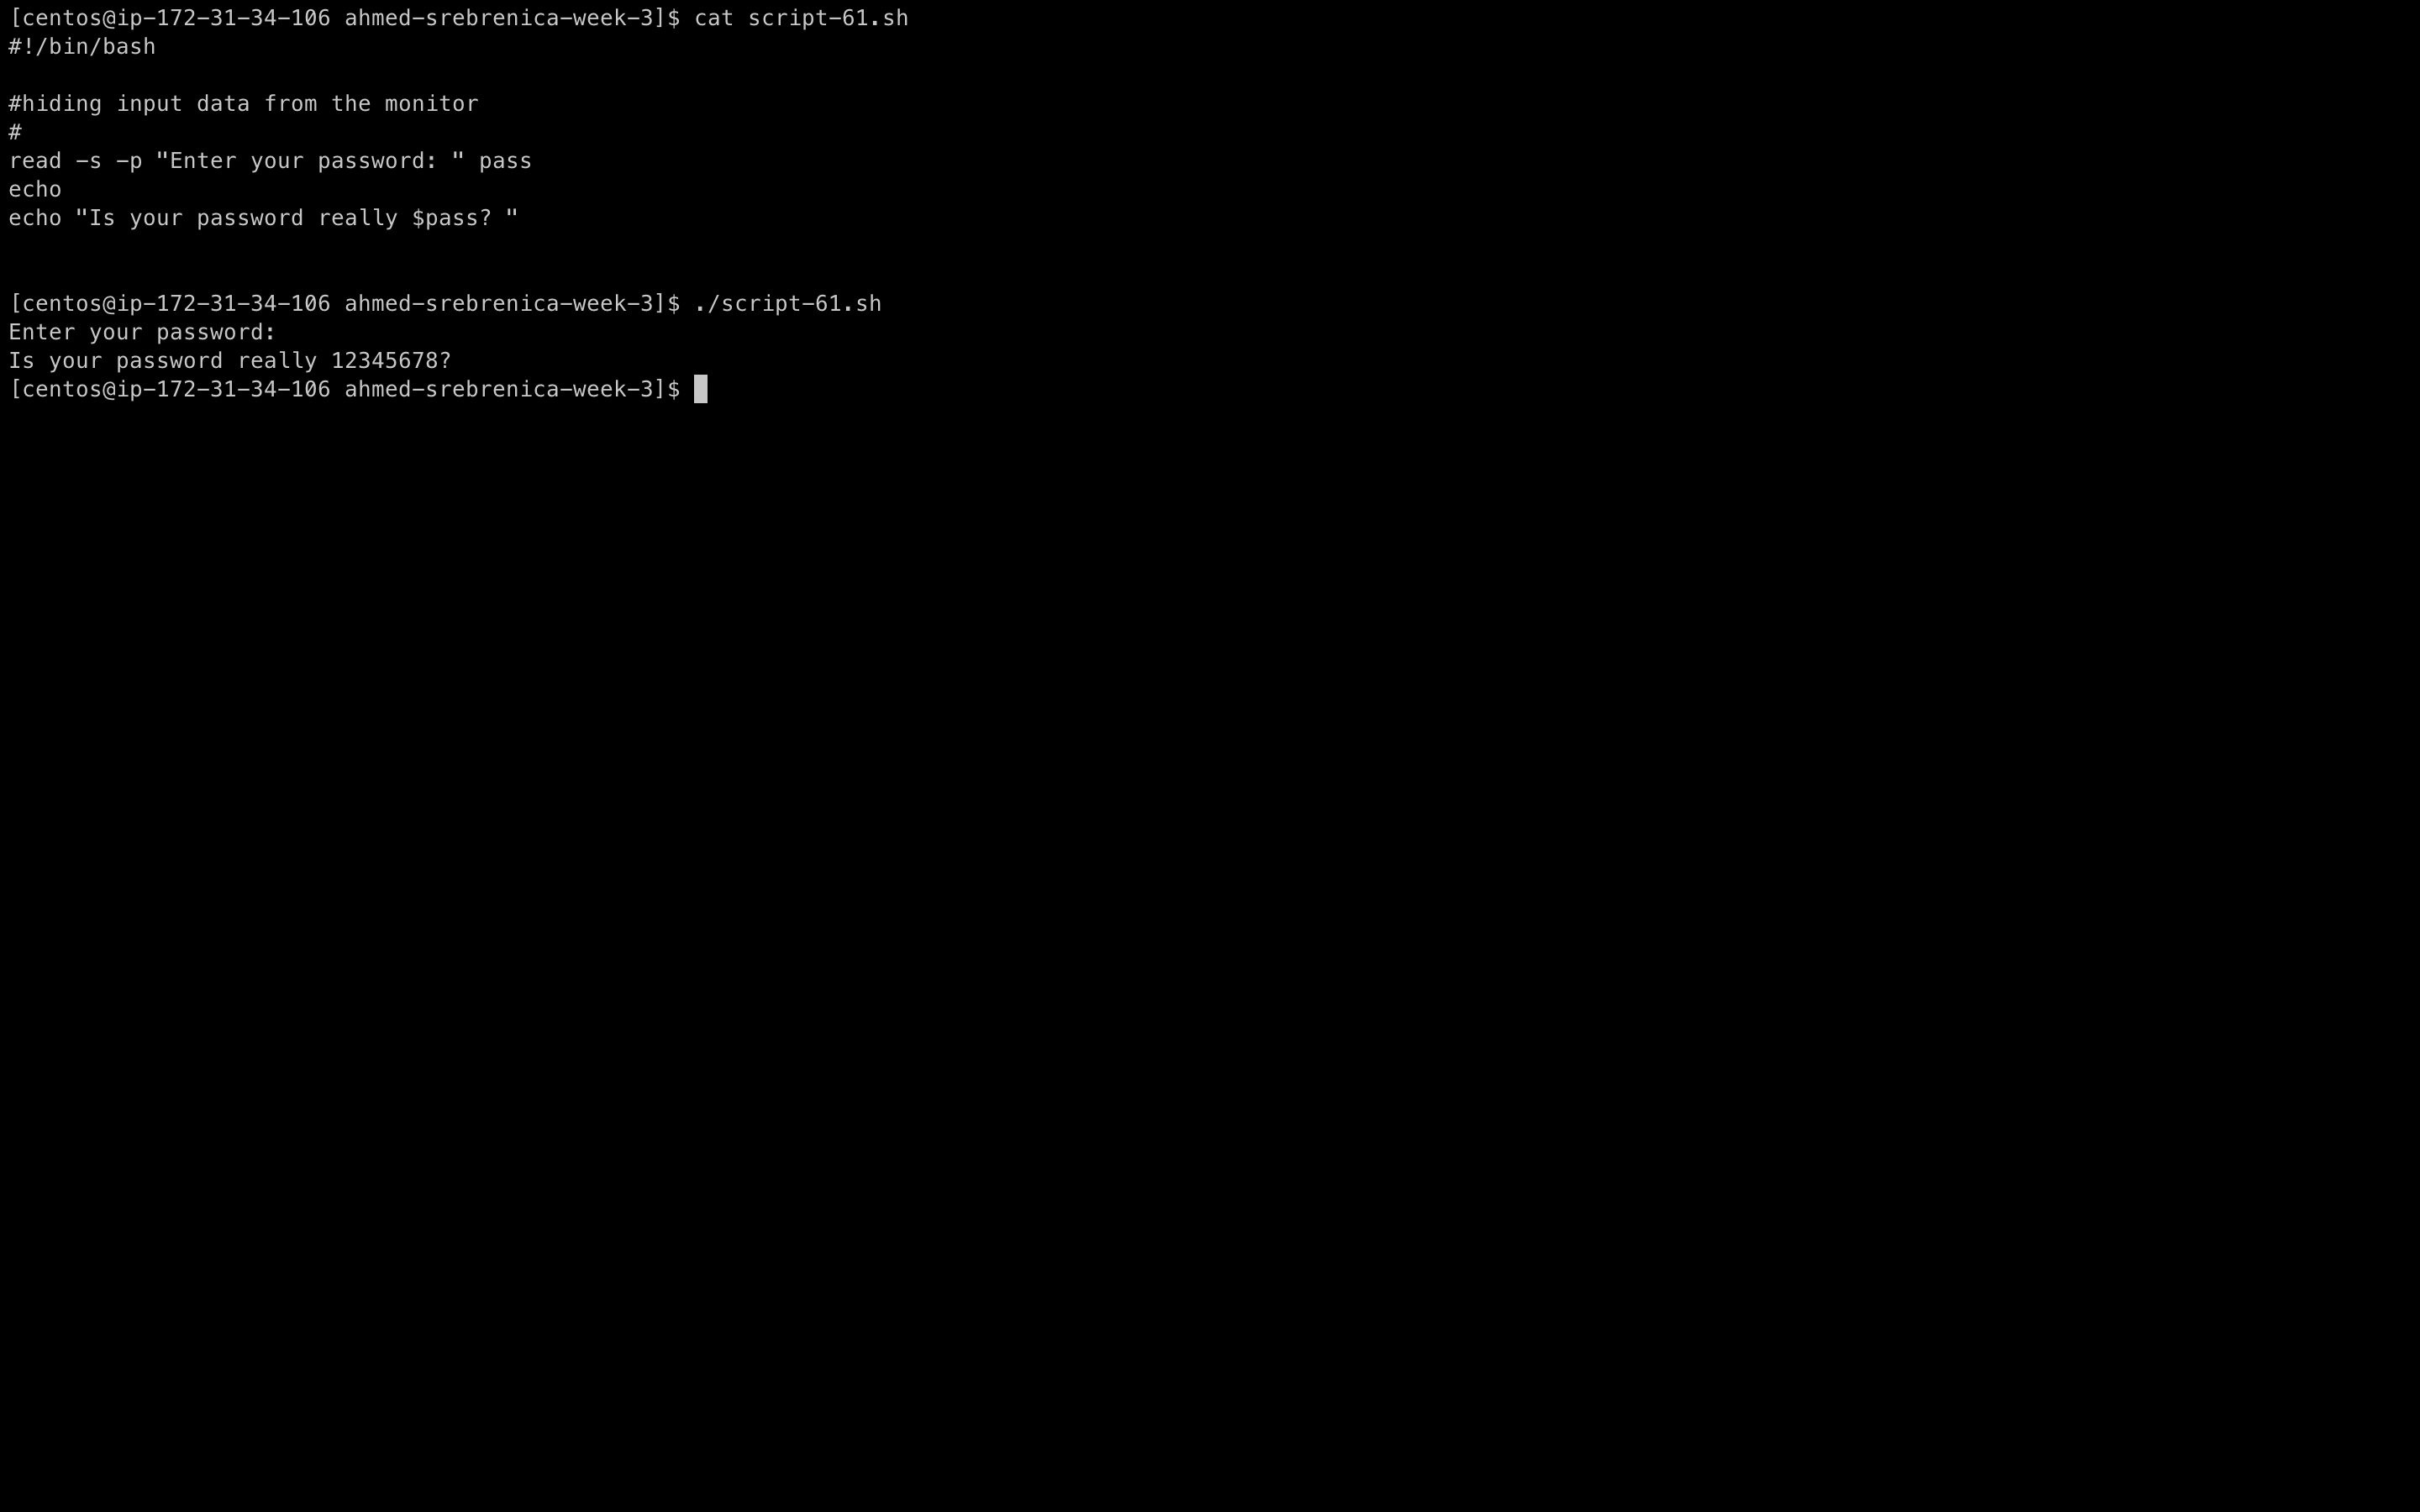 [centos@ip-172-31-34-106 ahmed-srebrenica-week-3]$ cat script-61.sh
#!/bin/bash
#hiding input data from the monitor
#
read -s -p "Enter your password: " pass
echo
echo "Is your password really $pass? "
[centos@ip-172-31-34-106 ahmed-srebrenica-week-3]$ ./script-61.sh
Enter your password:
Is your password really 12345678?
[centos@ip-172-31-34-106 ahmed-srebrenica-week-3]$